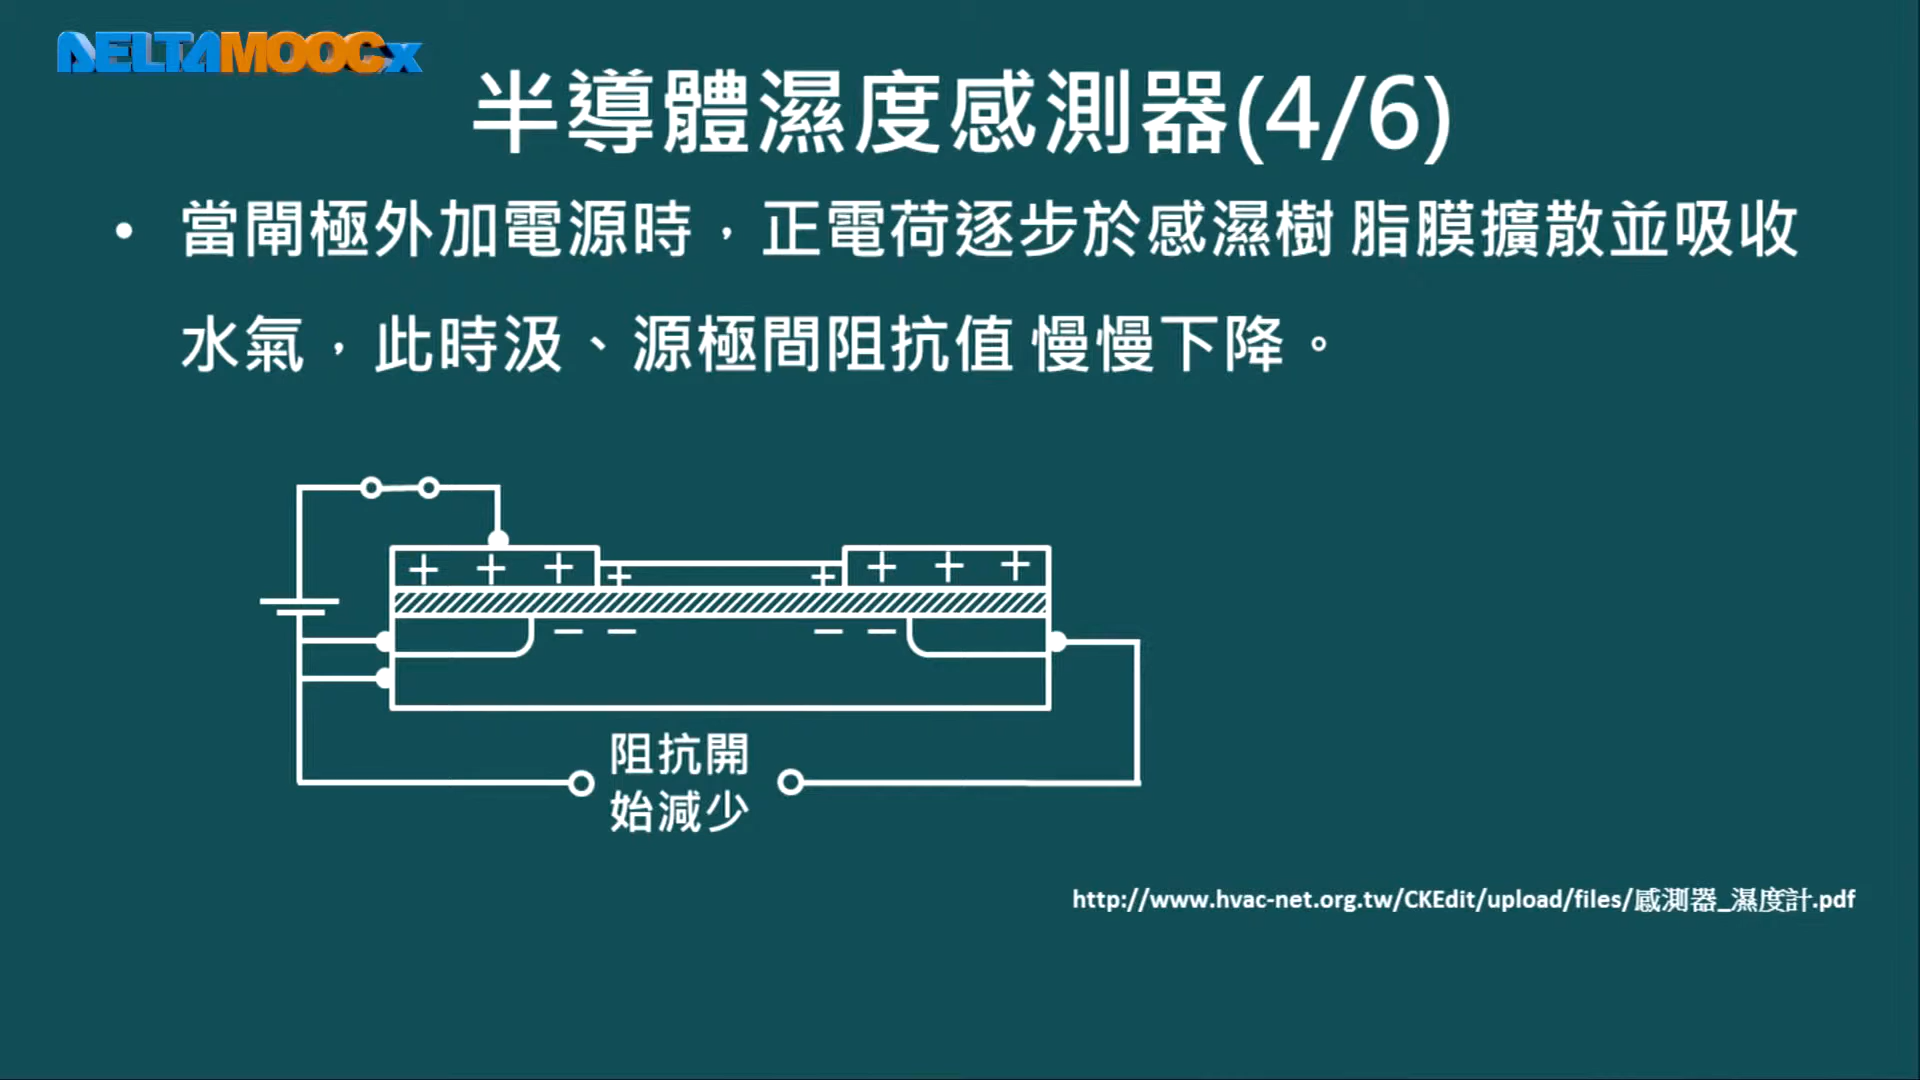 DELTAMOOCx
半導體濕度感測器(4/6)
• 當閘極外加電源時，正電荷逐步於感濕樹 脂膜擴散並吸收
水氣，此時汲、源極間阻抗值 慢慢下降。
+ + + + + + + +
— — — —
阻抗開
始減少
http://www.hvac-net.org.tw/CKEdit/upload/files/感測器_濕度計.pdf